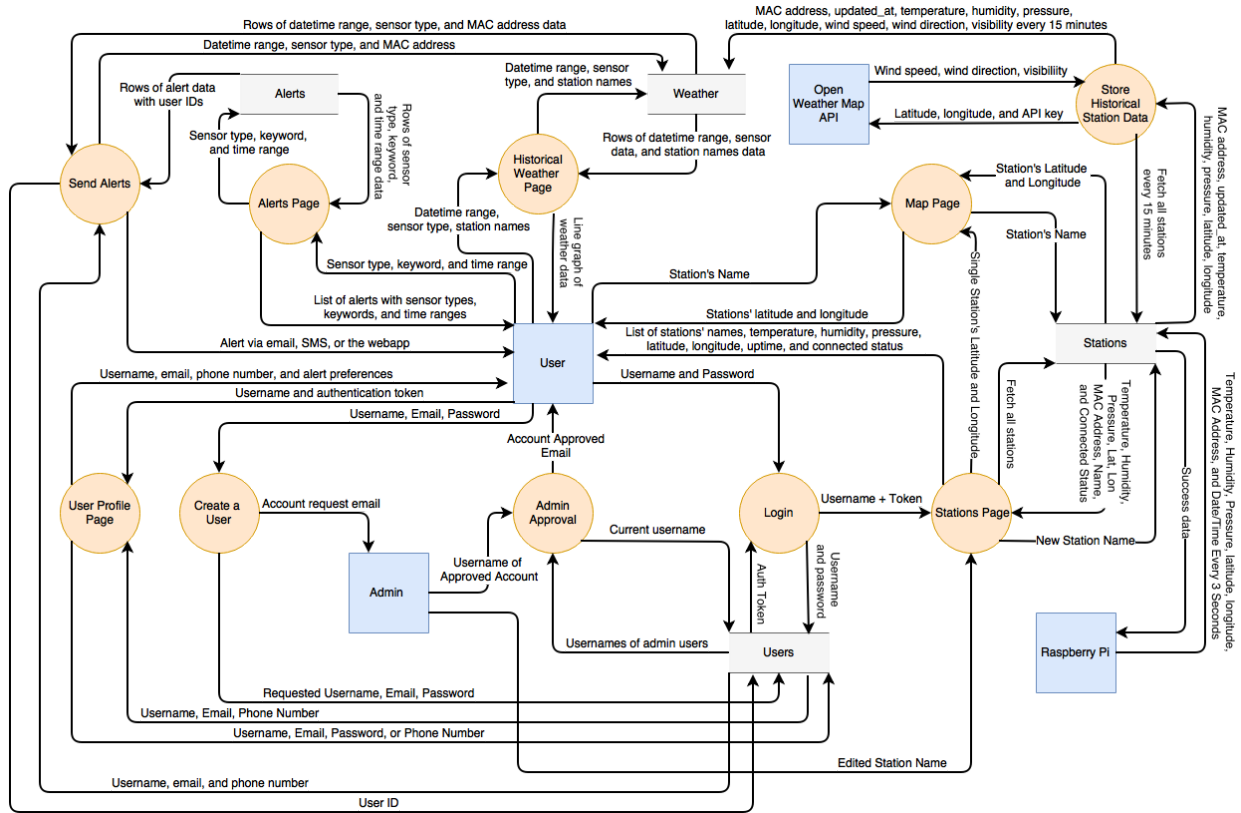 Rows of datetime range, sensor type, and MAC address data
Datetime range, sensor type, and MAC address
MAC address, updated_at, temperature, humidity, pressure,
latitude, longitude, wind speed, wind direction, visibility every 15 minutes
Rows of alert data
with user IDs
Alerts
Datetime range, sensor
type, and station names
Weather
Open
Weather Map
API
Wind speed, wind direction, visibiliity
Store
Historical
Station Data
Latitude, longitude, and API key
Sensor type, keyword,
and time range
Rows of sensor
type, keyword,
and time range data
Rows of datetime range, sensor
data, and station names data
Historical
Weather
Page
MAC address, updated_at, temperature,
humidity, pressure, latitude, longitude
Send Alerts
Alerts Page
Station's Latitude
and Longitude
Map Page
Fetch all stations
every 15 minutes
Datetime range,
sensor type, station names
Line graph of
weather data
Station's Name
Sensor type, keyword, and time range
Station's Name
Single Station's Latitude and Longitude
List of alerts with sensor types,
keywords, and time ranges
Stations' latitude and longitude
List of stations' names, temperature, humidity, pressure,
latitude, longitude, uptime, and connected status
Alert via email, SMS, or the webapp
User
Stations
Username, email, phone number, and alert preferences
Username and Password
Username and authentication token
Fetch all stations
Temperature, Humidity,
Pressure, Lat, Lon
MAC Address, Name,
and Connected Status
Temperature, Humidity, Pressure, latitude, longitude,
MAC Address, and Date/Time Every 3 Seconds
Username, Email, Password
Account Approved
Email
Success data
User Profile
Page
Create a
User
Account request email
Admin
Approval
Login
Username + Token
Stations Page
Current username
New Station Name
Username of
Approved Account
Auth Token
Username
and password
Admin
Usernames of admin users
Users
Raspberry Pi
Requested Username, Email, Password
Username, Email, Phone Number
Username, Email, Password, or Phone Number
Edited Station Name
Username, email, and phone number
User ID